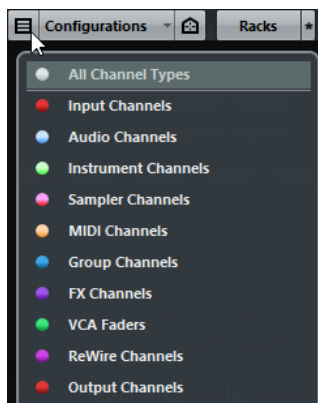 Configurations Racks *
All Channel Types
Input Channels
Audio Channels
Instrument Channels
Sampler Channels
MIDI Channels
Group Channels
FX Channels
VCA Faders
ReWire Channels
Output Channels